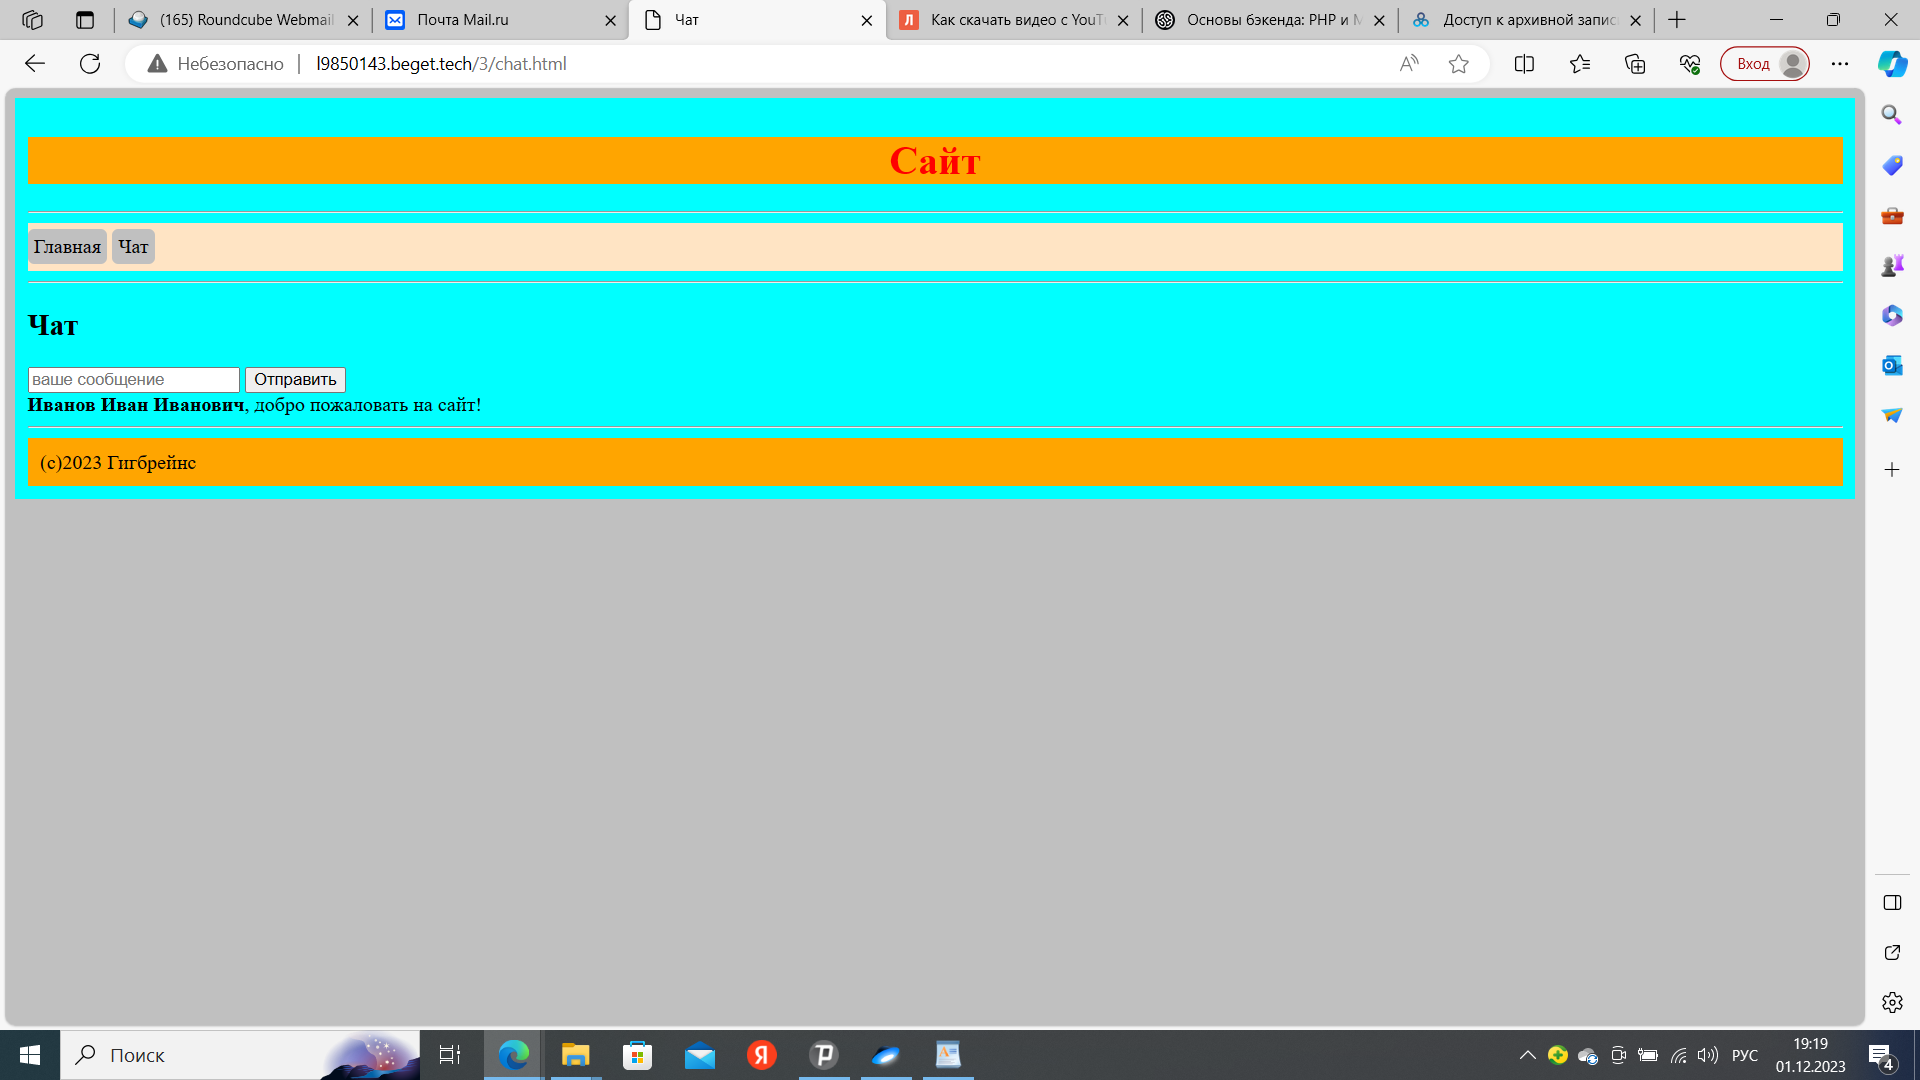 (165) Roundcube Webmail
Почта Mail.ru
Чат
Как скачать видео с YouT
Основы бэкенда: PHP и M
Доступ к архивной запис
Небезопасно
l9850143.beget.tech/3/chat.html
Вход
Сайт
Главная Чат
Чат
ваше сообщение Отправить
Иванов Иван Иванович, добро пожаловать на сайт!
(c)2023 Гигбрейнс
Поиск
РУС
19:19
01.12.2023
4